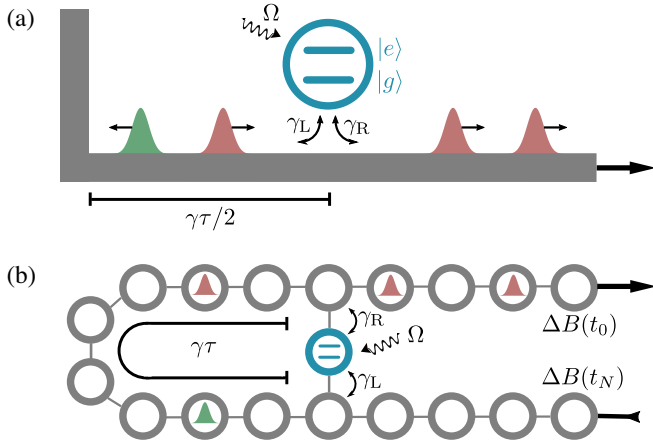 (a)
Ω
|e⟩
|g⟩
γL γR
γτ/2
(b)
γR
ΔB(t0)
γτ
Ω
γL
ΔB(tN)